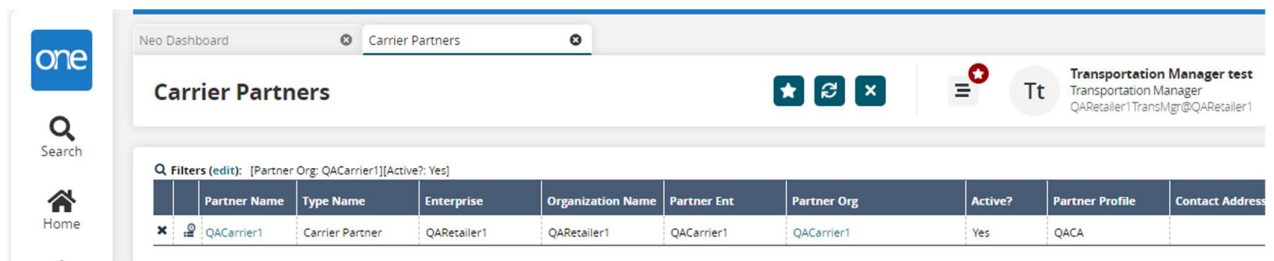 one
Search
Home
Neo Dashboard
Carrier Partners
Carrier Partners
Tt
Transportation Manager test
Transportation Manager
QARetailer1TransMgr@QARetailer1
Filters (edit): [Partner Org: QACarrier1][Active?: Yes]
Partner Name Type Name Enterprise Organization Name Partner Ent Partner Org Active? Partner Profile Contact Address
QACarrier1 Carrier Partner QARetailer1 QARetailer1 QACarrier1 QACarrier1 Yes QACA